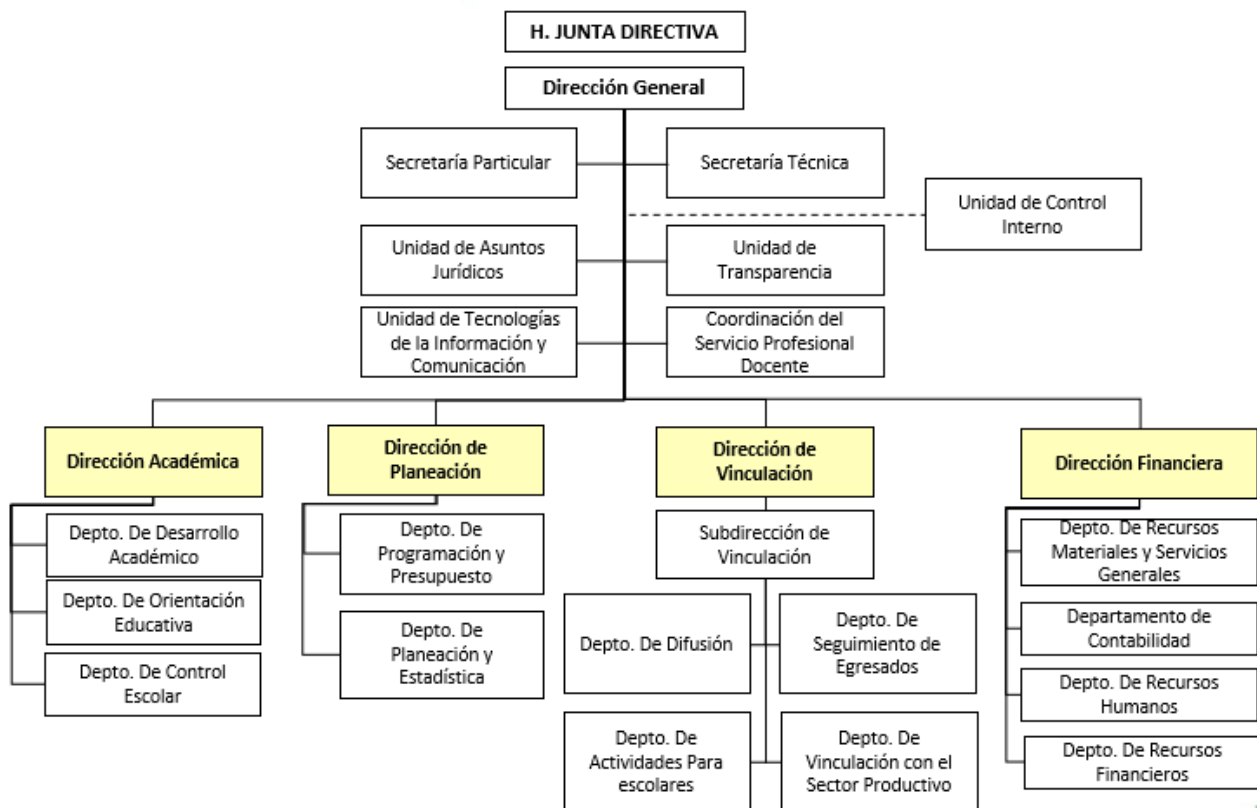 H. JUNTA DIRECTIVA
Dirección General
Secretaría Particular
Secretaría Técnica
Unidad de Control
Interno
Unidad de Asuntos
Jurídicos
Unidad de
Transparencia
Unidad de Tecnologías
de la Información y
Comunicación
Coordinación del
Servicio Profesional
Docente
Dirección Académica
Dirección de
Planeación
Dirección de
Vinculación
Dirección Financiera
Depto. De Desarrollo
Académico
Depto. De Orientación
Educativa
Depto. De Control
Escolar
Depto. De
Programación y
Presupuesto
Depto. De
Planeación y
Estadística
Subdirección de
Vinculación
Depto. De Difusión
Depto. De
Seguimiento de
Egresados
Depto. De
Actividades Para
escolares
Depto. De
Vinculación con el
Sector Productivo
Depto. De Recursos
Materiales y Servicios
Generales
Departamento de
Contabilidad
Depto. De Recursos
Humanos
Depto. De Recursos
Financieros